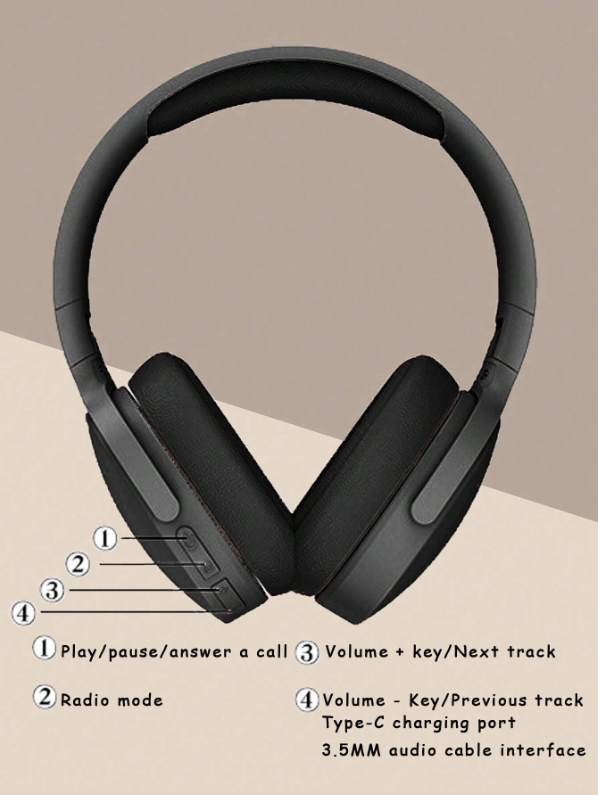 1
2
3
4
1 Play/pause/answer a call
3 Volume + key/Next track
2 Radio mode
4 Volume - Key/Previous track
Type-C charging port
3.5MM audio cable interface